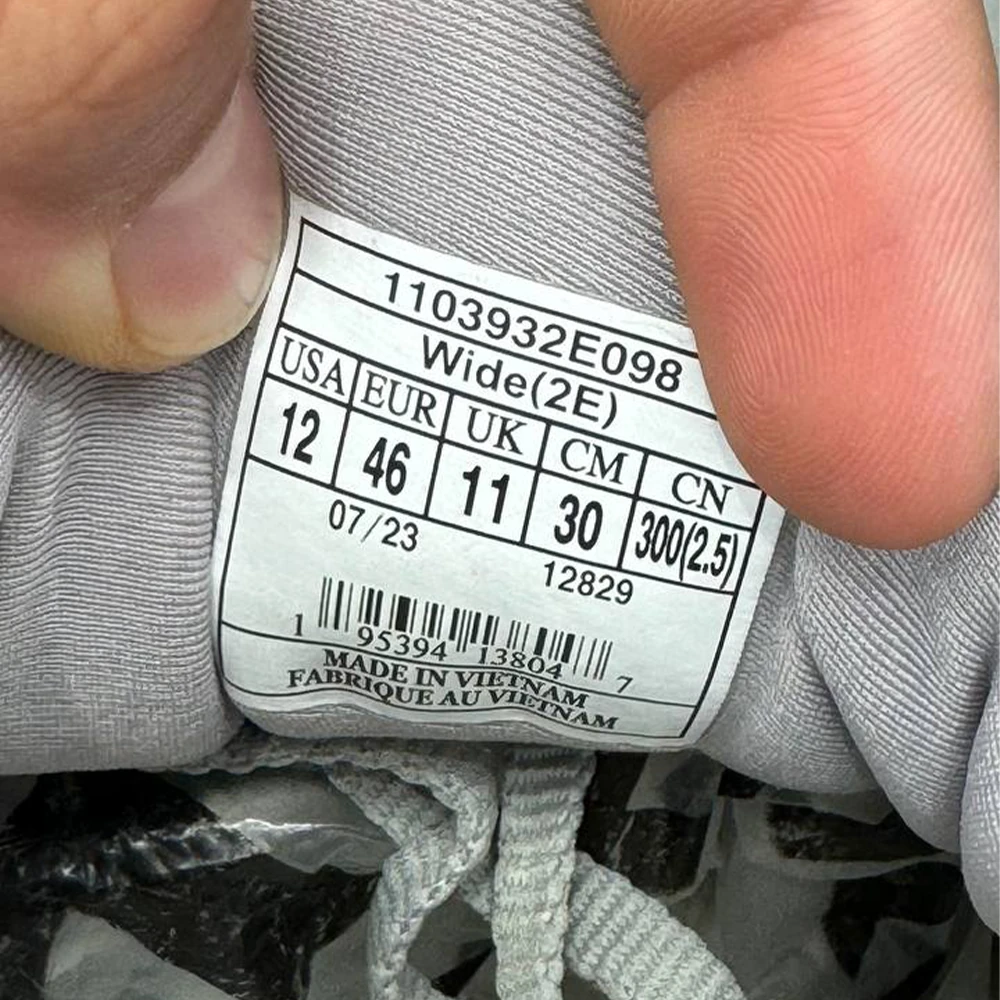 1103932E098
Wide(2E)
USA EUR UK CM CN
12 46 11 30 300(2.5)
07/23
12829
1 95394 13804 7
MADE IN VIETNAM
FABRIQUE AU VIETNAM